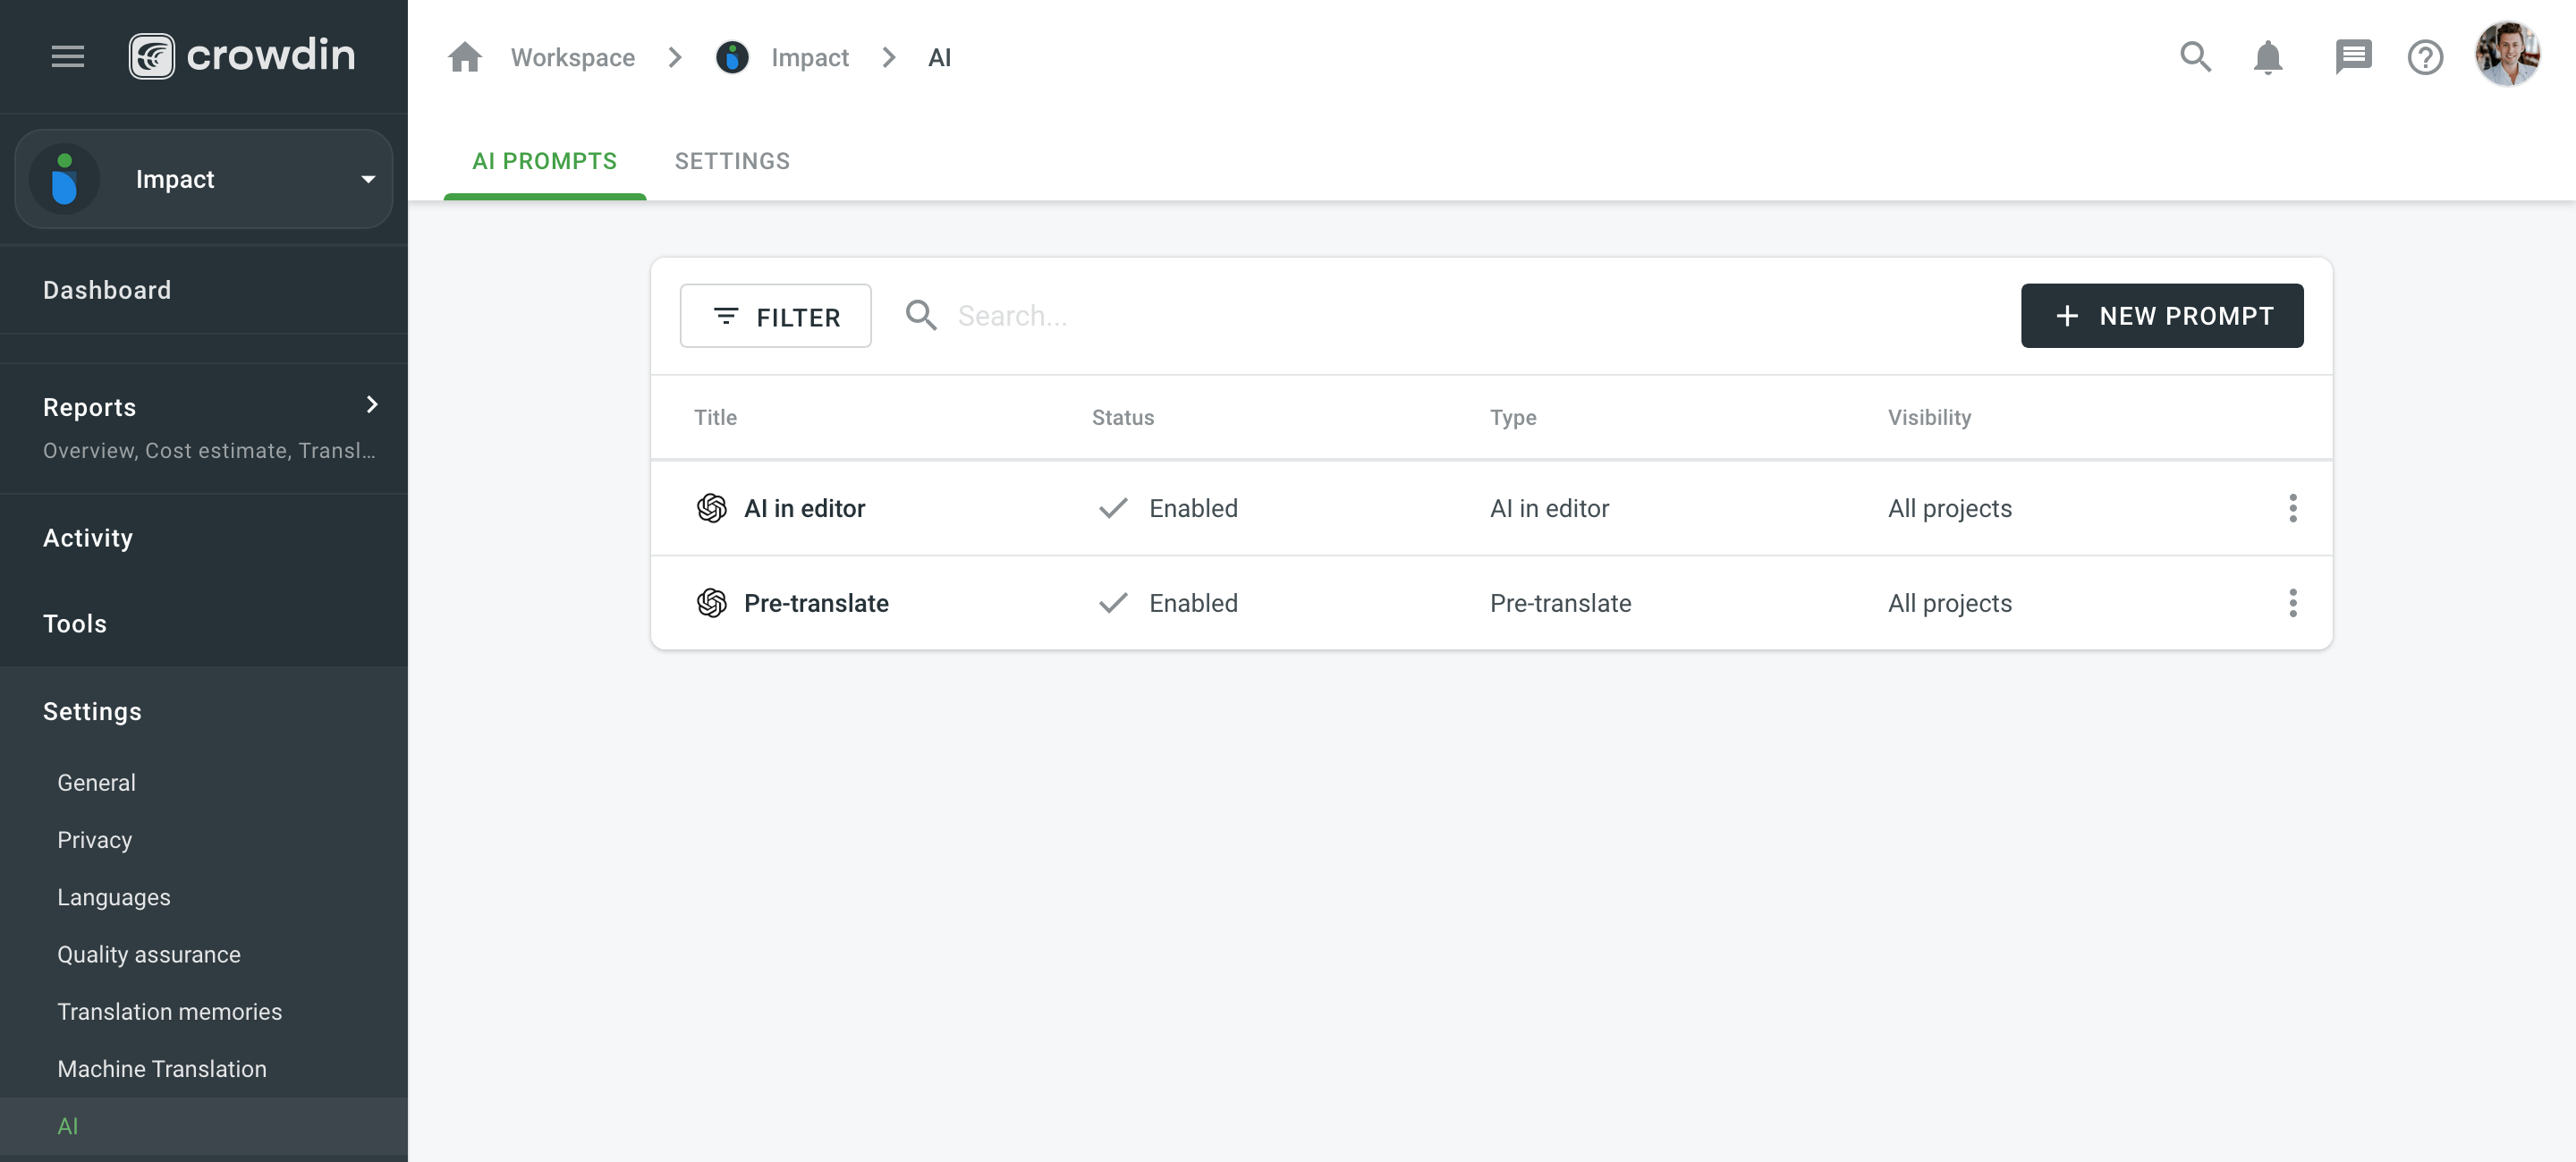 crowdin
Impact
Dashboard
Reports
Overview, Cost estimate, Transl...
Activity
Tools
Settings
General
Privacy
Languages
Quality assurance
Translation memories
Machine Translation
AI
Workspace > Impact > AI
AI PROMPTS SETTINGS
FILTER Search... + NEW PROMPT
Title Status Type Visibility
AI in editor Enabled AI in editor All projects
Pre-translate Enabled Pre-translate All projects